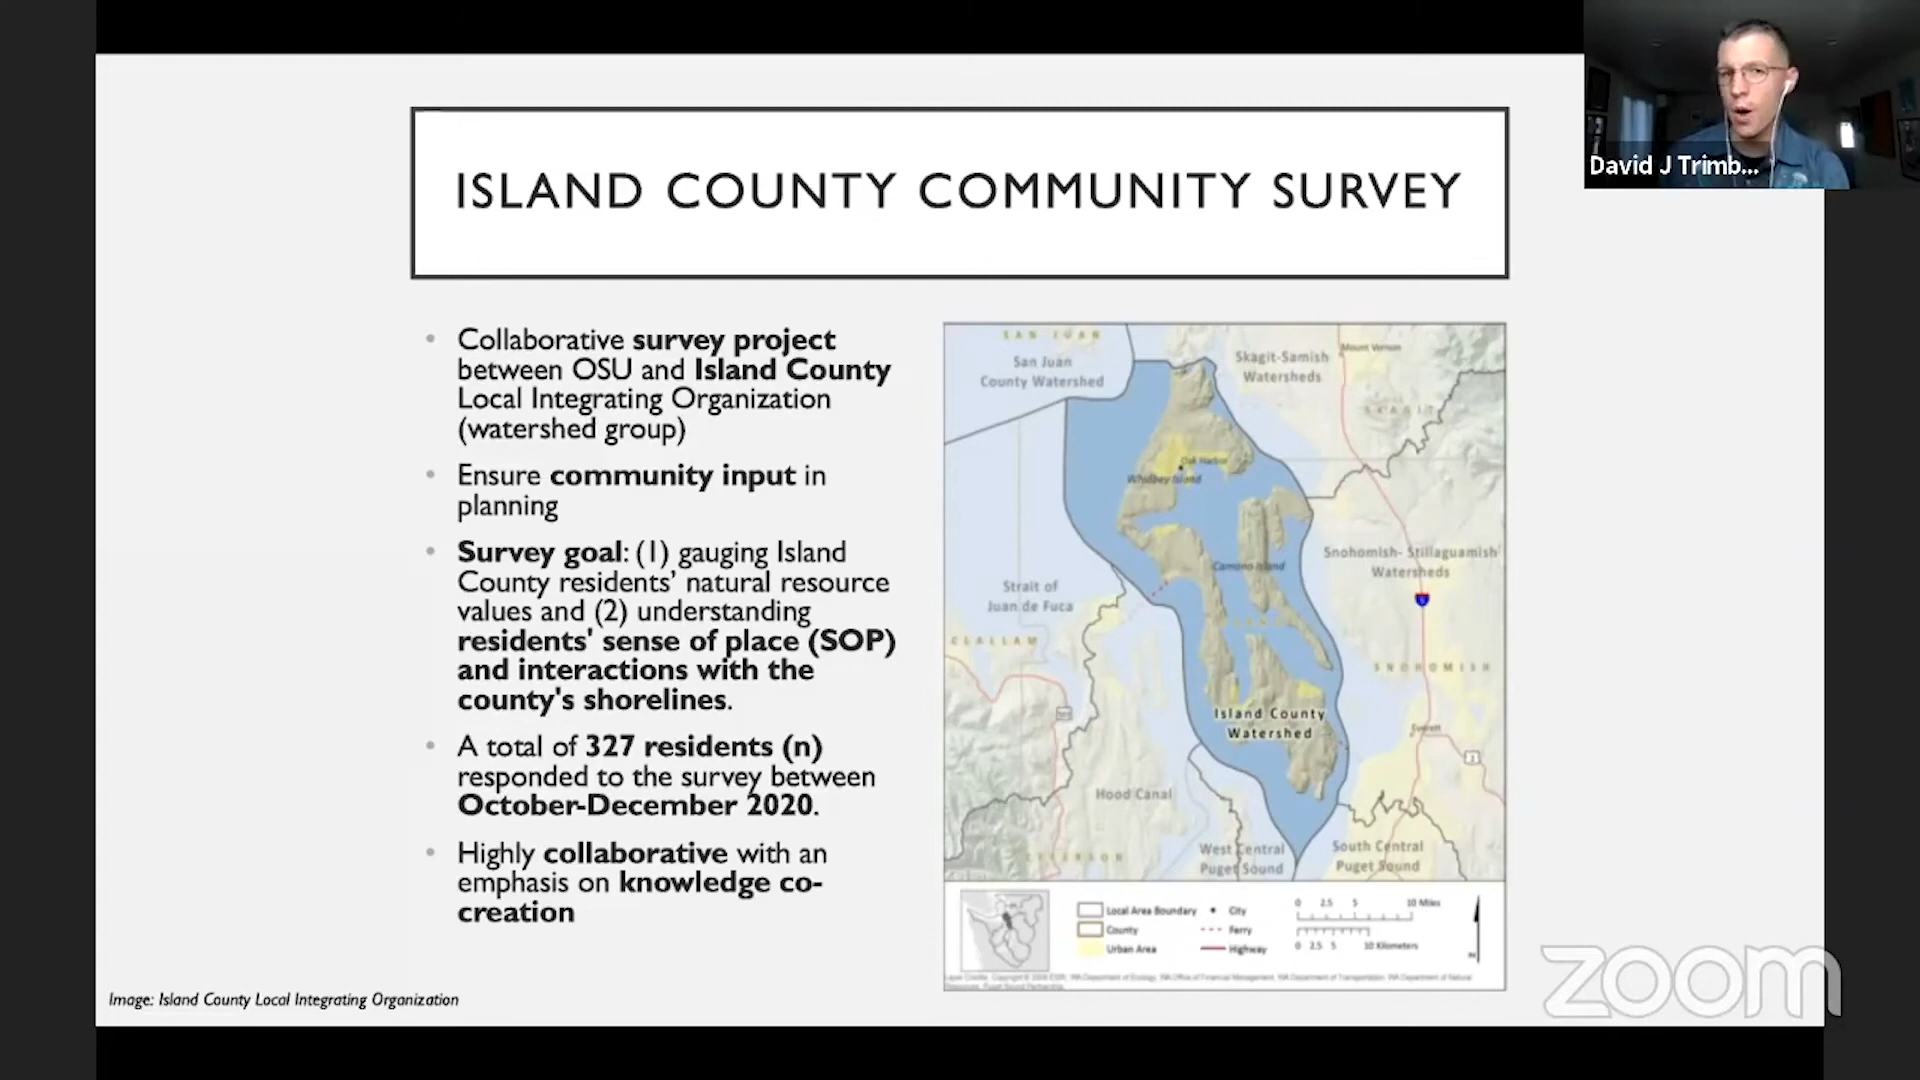 ISLAND COUNTY COMMUNITY SURVEY
David J Trimb...
• Collaborative survey project
between OSU and Island County
Local Integrating Organization
(watershed group)
• Ensure community input in
planning
• Survey goal: (1) gauging Island
County residents' natural resource
values and (2) understanding
residents' sense of place (SOP)
and interactions with the
county's shorelines.
• A total of 327 residents (n)
responded to the survey between
October-December 2020.
• Highly collaborative with an
emphasis on knowledge co-
creation
SAN JUAN
San Juan
County Watershed
Skagit-Samish
Watersheds
Mount Vernon
SKAGIT
Oak Harbor
Whidbey Island
Camano Island
Snohomish- Stillaguamish
Watersheds
5
Strait of
Juan de Fuca
CLALLAM
SNOHOMISH
Island County
Watershed
Everett
Hood Canal
JEFFERSON
West Central
Puget Sound
South Central
Puget Sound
Local Area Boundary
County
Urban Area
City
Ferry
Highway
0 2.5 5 10 Miles
0 2.5 5 10 Kilometers
N
Image: Island County Local Integrating Organization
zoom